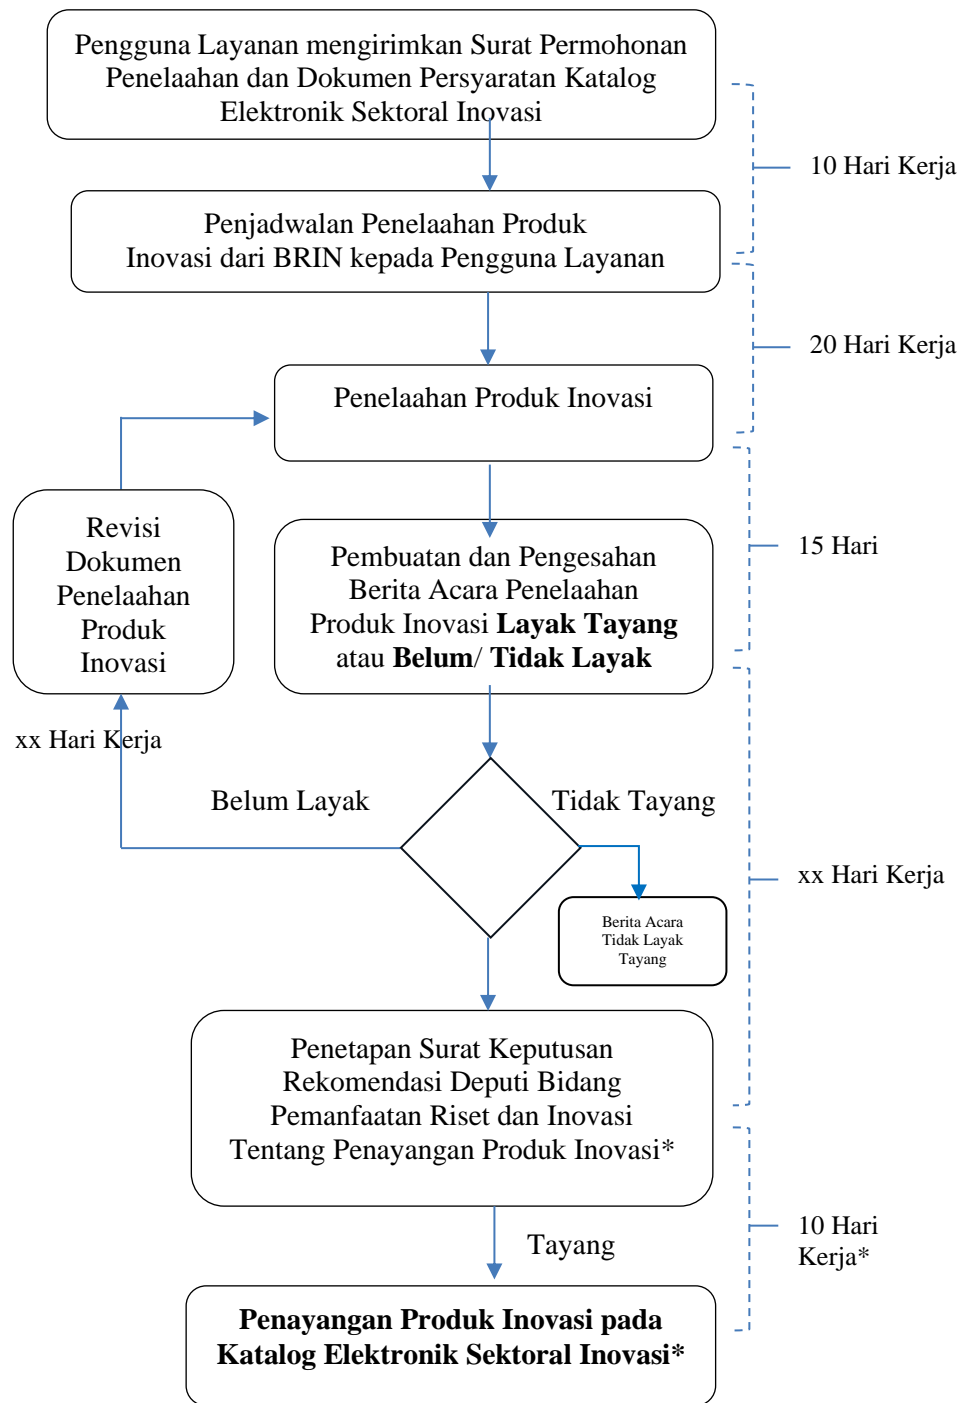 Pengguna Layanan mengirimkan Surat Permohonan
Penelaahan dan Dokumen Persyaratan Katalog
Elektronik Sektoral Inovasi
10 Hari Kerja
Penjadwalan Penelaahan Produk
Inovasi dari BRIN kepada Pengguna Layanan
20 Hari Kerja
Penelaahan Produk Inovasi
Revisi
Dokumen
Penelaahan
Produk
Inovasi
Pembuatan dan Pengesahan
Berita Acara Penelaahan
Produk Inovasi Layak Tayang
atau Belum/ Tidak Layak
15 Hari
xx Hari Kerja
Belum Layak
Tidak Tayang
xx Hari Kerja
Berita Acara
Tidak Layak
Tayang
Penetapan Surat Keputusan
Rekomendasi Deputi Bidang
Pemanfaatan Riset dan Inovasi
Tentang Penayangan Produk Inovasi*
10 Hari
Kerja*
Tayang
Penayangan Produk Inovasi pada
Katalog Elektronik Sektoral Inovasi*